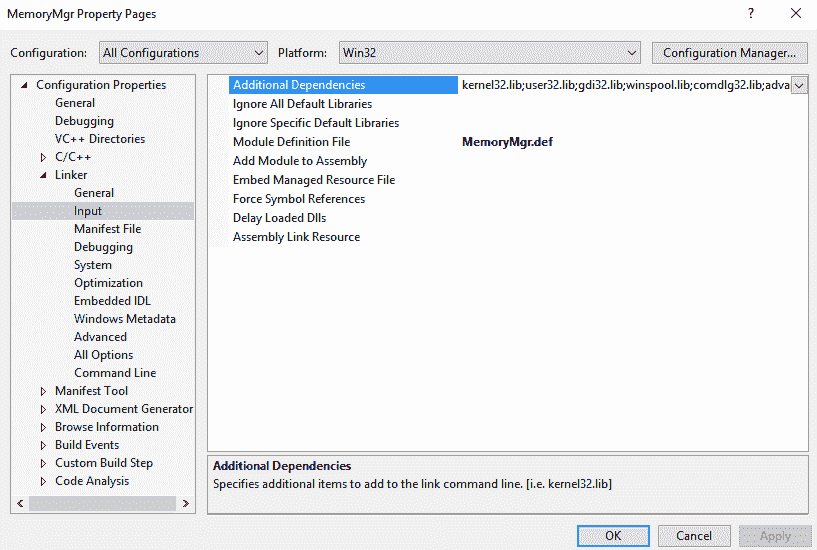 MemoryMgr Property Pages
?
Configuration: All Configurations Platform: Win32 Configuration Manager...
Configuration Properties
General
Debugging
VC++ Directories
C/C++
Linker
General
Input
Manifest File
Debugging
System
Optimization
Embedded IDL
Windows Metadata
Advanced
All Options
Command Line
Manifest Tool
XML Document Generator
Browse Information
Build Events
Custom Build Step
Code Analysis
Additional Dependencies kernel32.lib;user32.lib;gdi32.lib;winspool.lib;comdlg32.lib;adva
Ignore All Default Libraries
Ignore Specific Default Libraries
Module Definition File MemoryMgr.def
Add Module to Assembly
Embed Managed Resource File
Force Symbol References
Delay Loaded Dlls
Assembly Link Resource
Additional Dependencies
Specifies additional items to add to the link command line. [i.e. kernel32.lib]
OK Cancel Apply